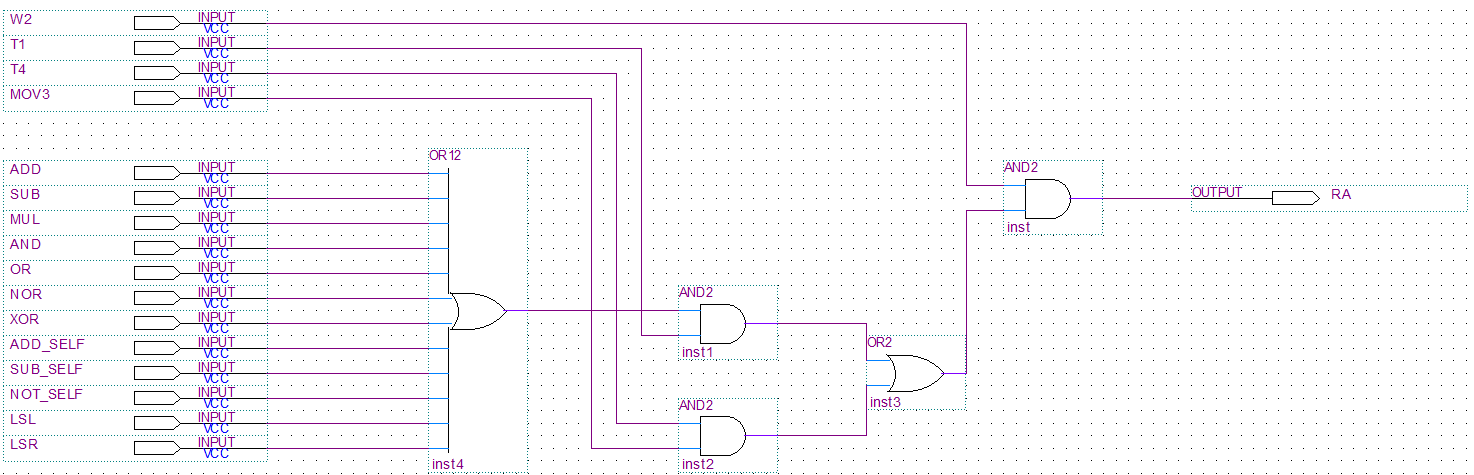 W2 INPUT VCC
T1 INPUT VCC
T4 INPUT VCC
MOV3 INPUT VCC
OR12
ADD INPUT VCC
SUB INPUT VCC
MUL INPUT VCC
AND INPUT VCC
OR INPUT VCC
NOR INPUT VCC
XOR INPUT VCC
ADD_SELF INPUT VCC
SUB_SELF INPUT VCC
NOT_SELF INPUT VCC
LSL INPUT VCC
LSR INPUT VCC
inst4
AND2
inst1
AND2
inst2
OR2
inst3
AND2
inst
OUTPUT RA